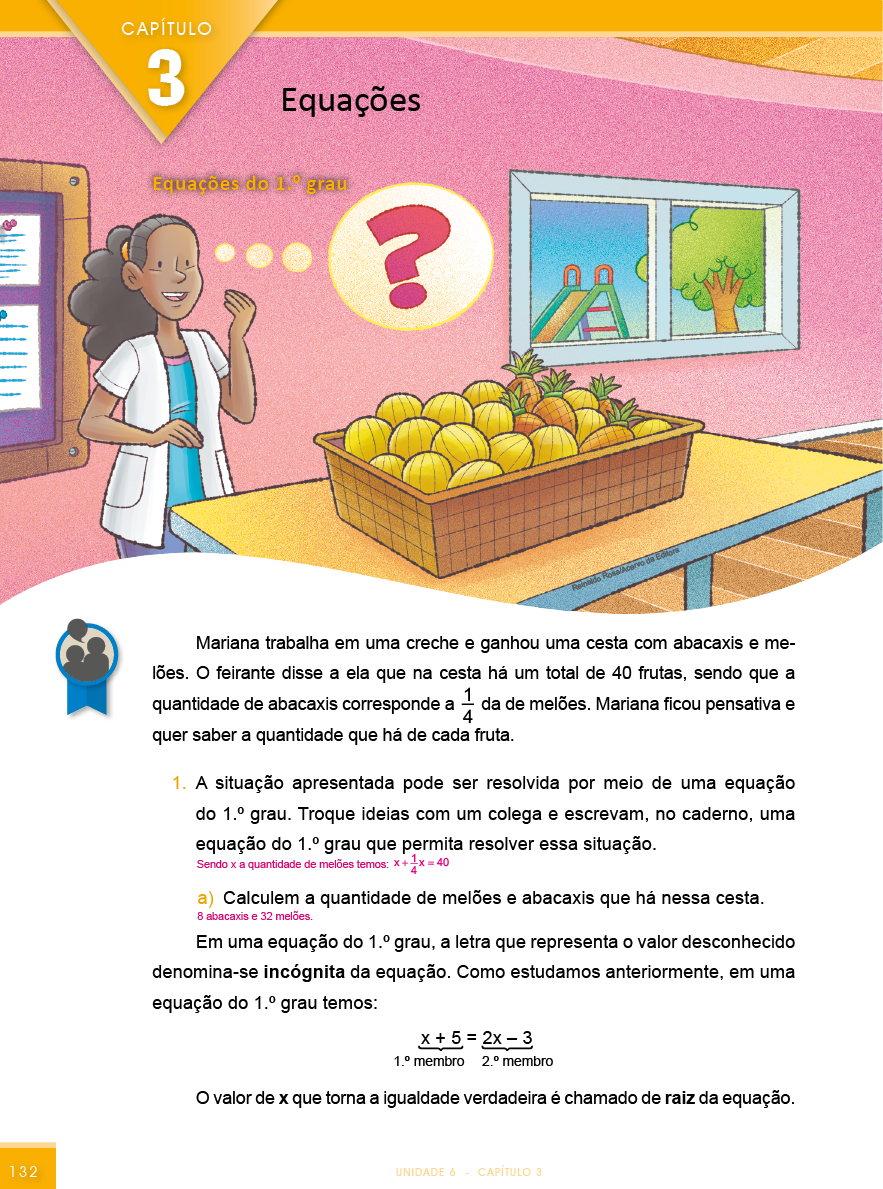 CAPÍTULO
3
Equações
Equações do 1.º grau
?
Reinaldo Rosa/Acervo da Editora
Mariana trabalha em uma creche e ganhou uma cesta com abacaxis e me-
lões. O feirante disse a ela que na cesta há um total de 40 frutas, sendo que a
quantidade de abacaxis corresponde a 1/4 da de melões. Mariana ficou pensativa e
quer saber a quantidade que há de cada fruta.
1. A situação apresentada pode ser resolvida por meio de uma equação
do 1.º grau. Troque ideias com um colega e escrevam, no caderno, uma
equação do 1.º grau que permita resolver essa situação.
Sendo x a quantidade de melões temos: x + 1/4 x = 40
a) Calculem a quantidade de melões e abacaxis que há nessa cesta.
8 abacaxis e 32 melões.
Em uma equação do 1.º grau, a letra que representa o valor desconhecido
denomina-se incógnita da equação. Como estudamos anteriormente, em uma
equação do 1.º grau temos:
x + 5 = 2x – 3
1.º membro 2.º membro
O valor de x que torna a igualdade verdadeira é chamado de raiz da equação.
132
UNIDADE 6 - CAPÍTULO 3